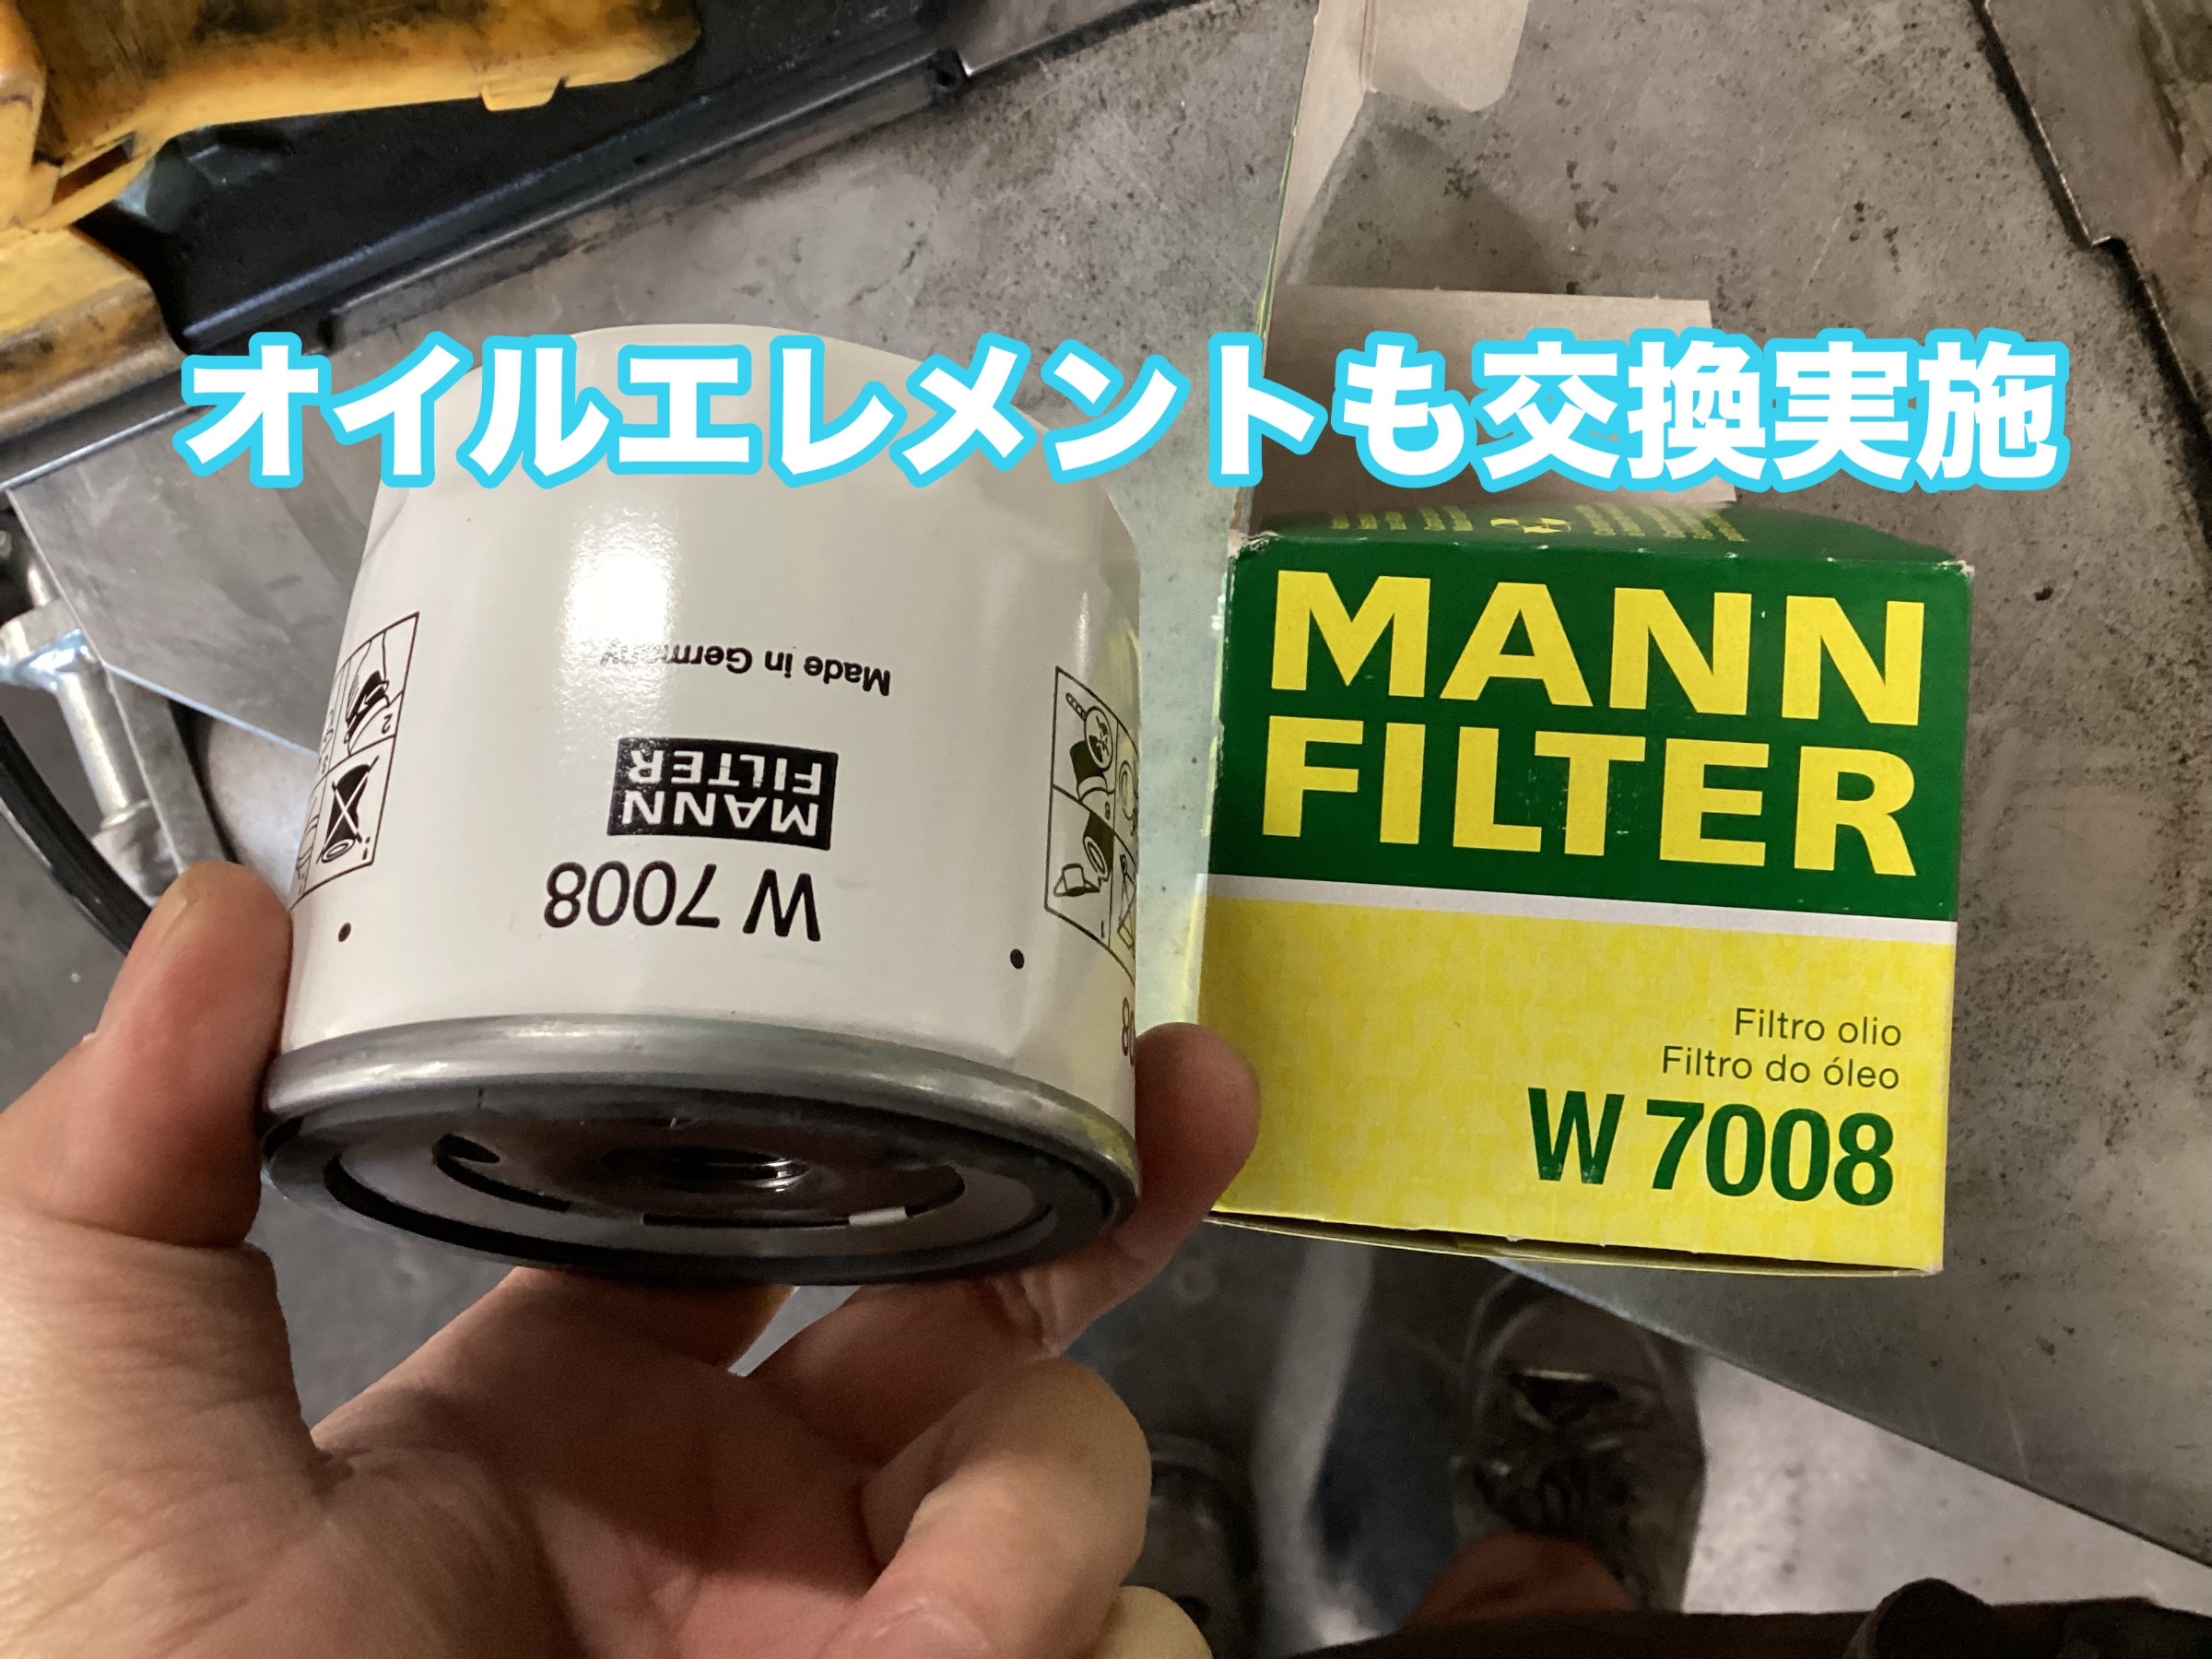 オイルエレメントも交換実施
Made in Germany
MANN
FILTER
W 7008
MANN
FILTER
Filtro olio
Filtro do óleo
W 7008